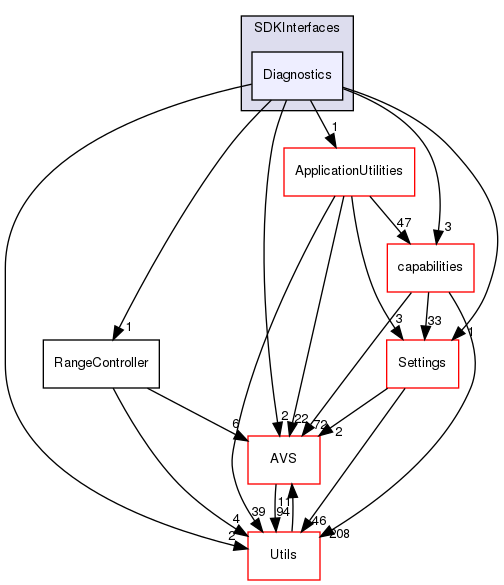 SDKInterfaces
Diagnostics
1
ApplicationUtilities
47
3
capabilities
1
3
33
1
RangeController
Settings
6
2
22
72
2
AVS
39
94
11
4
2
46
208
Utils